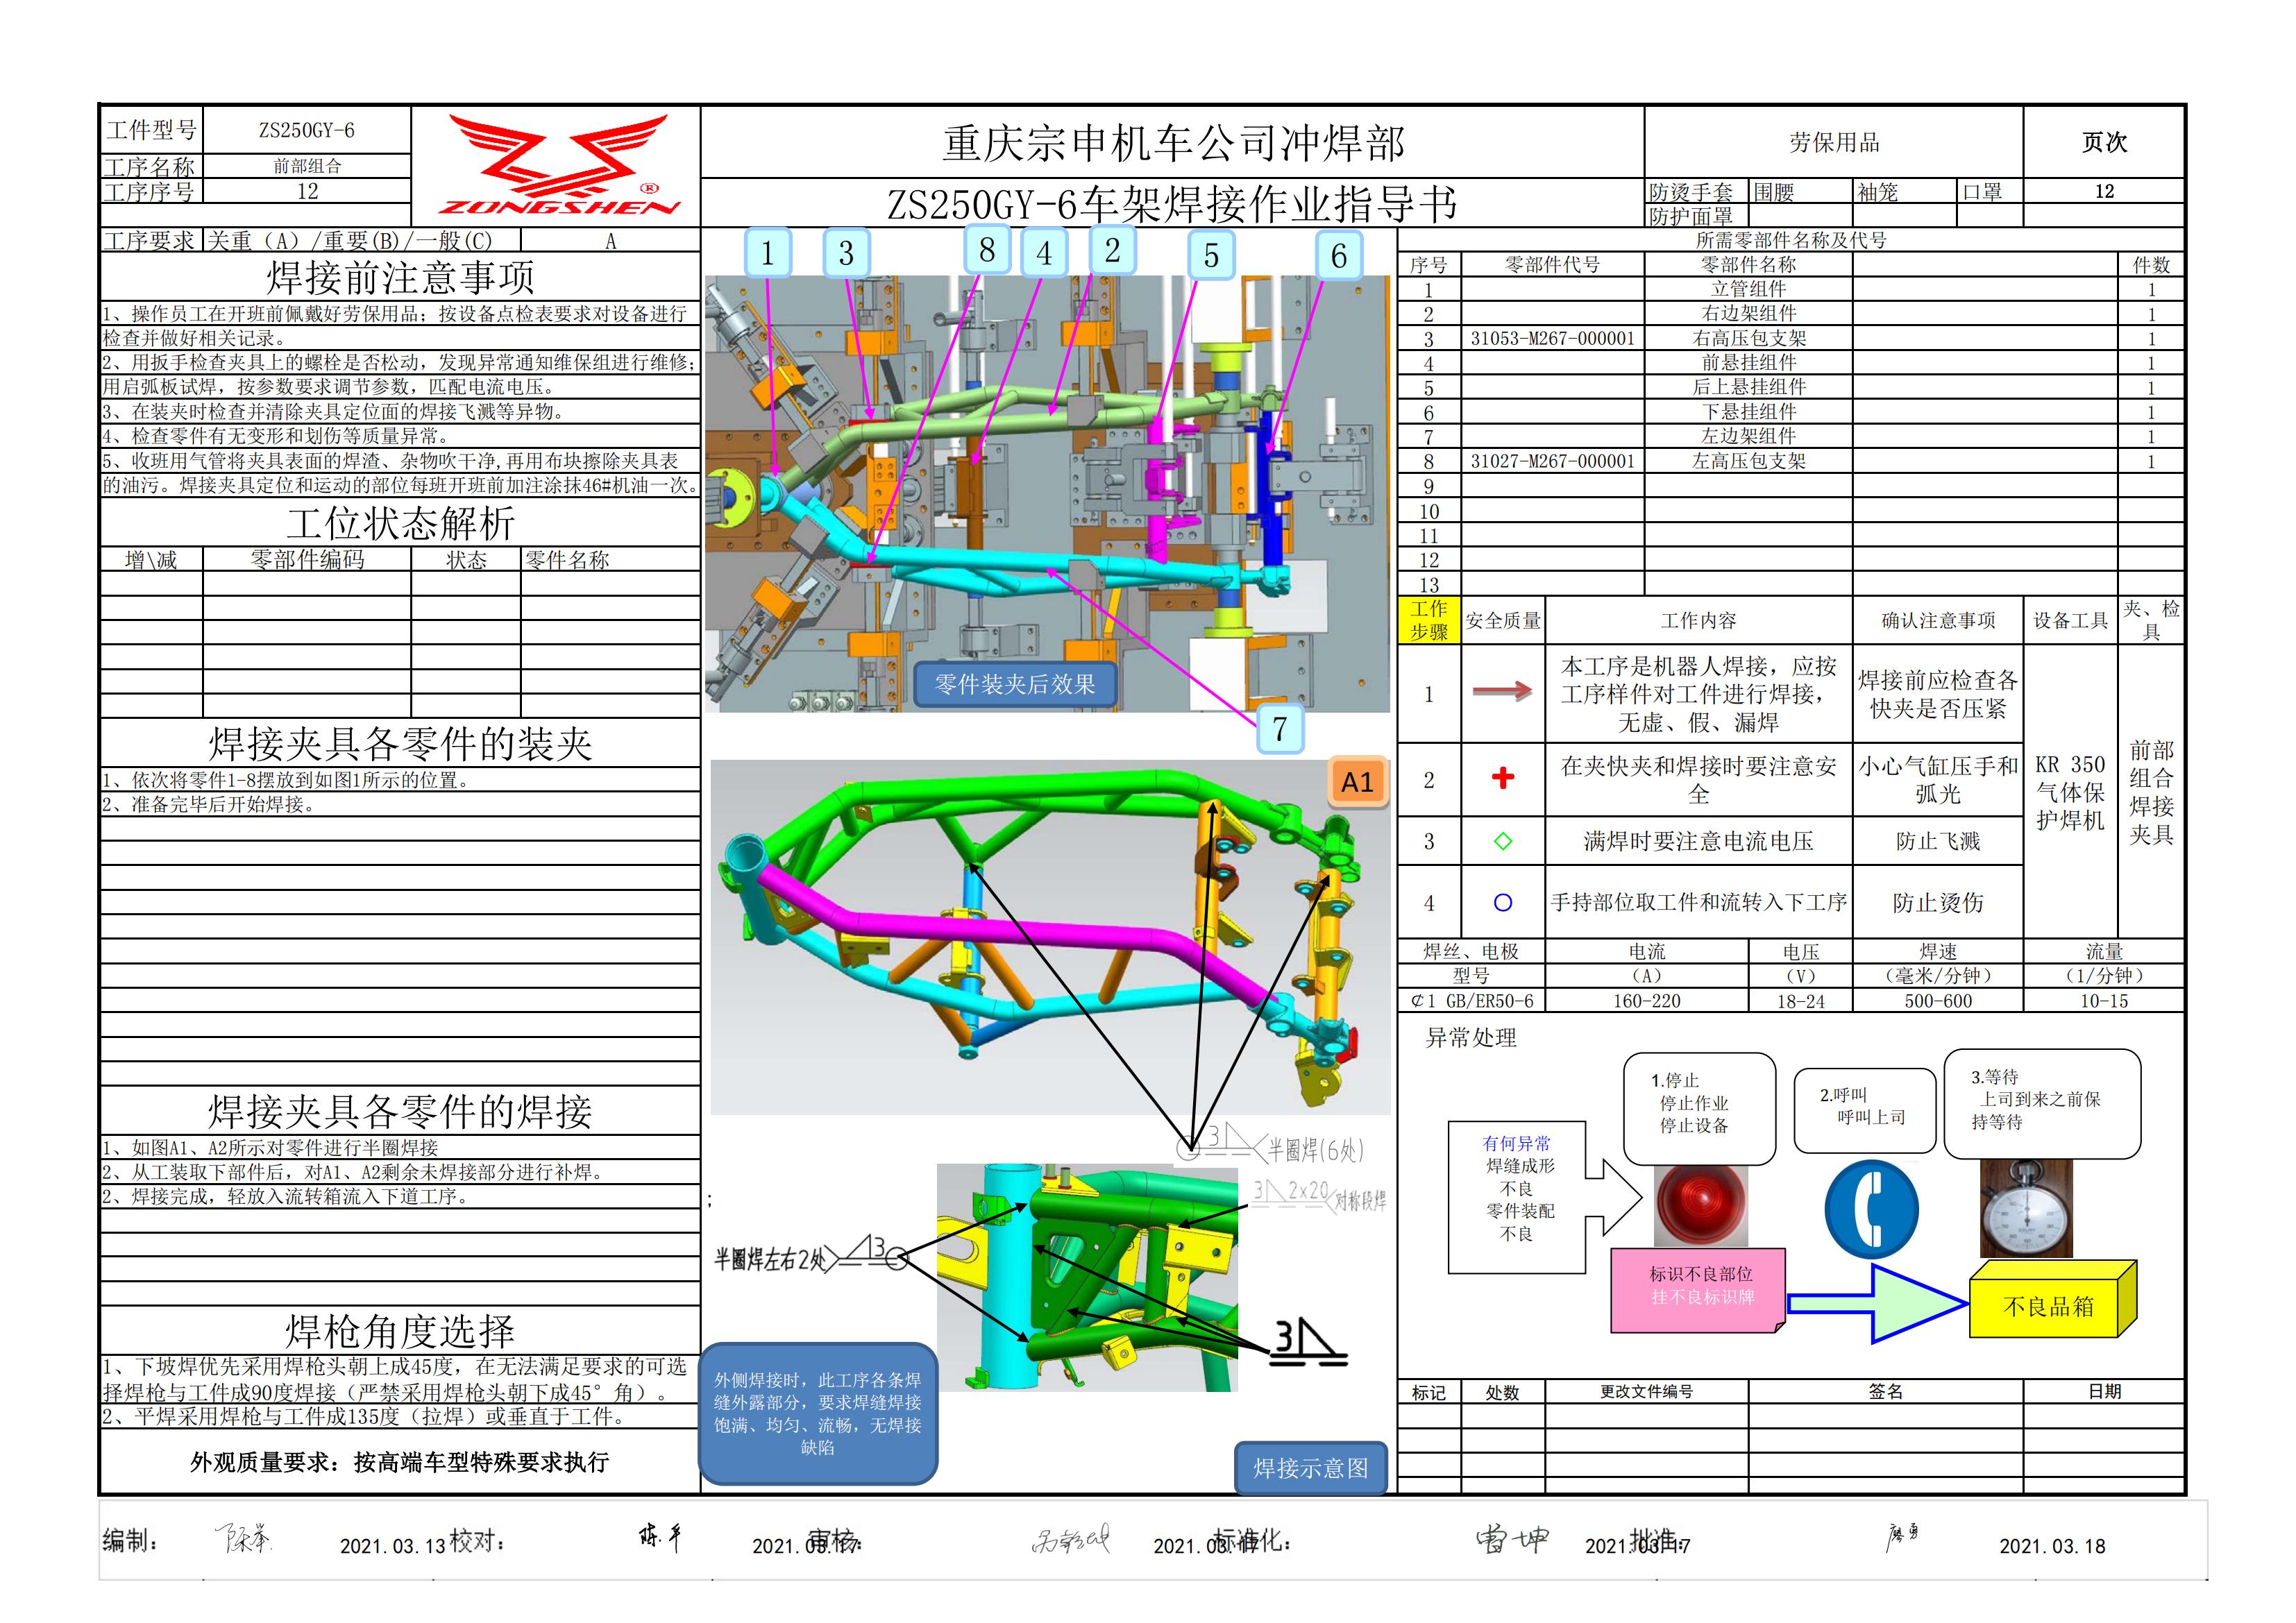 工件型号 ZS250GY-6
工序名称 前部组合
工序序号 12
ZONGSHEN ®
重庆宗申机车公司冲焊部
ZS250GY-6车架焊接作业指导书
劳保用品 页次
防烫手套 围腰 袖笼 口罩 12
防护面罩
工序要求 关重（A）/重要(B)/一般(C) A
焊接前注意事项
1、操作员工在开班前佩戴好劳保用品；按设备点检表要求对设备进行
检查并做好相关记录。
2、用扳手检查夹具上的螺栓是否松动，发现异常通知维保组进行维修；
用启弧板试焊，按参数要求调节参数，匹配电流电压。
3、在装夹时检查并清除夹具定位面的焊接飞溅等异物。
4、检查零件有无变形和划伤等质量异常。
5、收班用气管将夹具表面的焊渣、杂物吹干净,再用布块擦除夹具表
的油污。焊接夹具定位和运动的部位每班开班前加注涂抹46#机油一次。
工位状态解析
增\减 零部件编码 状态 零件名称
焊接夹具各零件的装夹
1、依次将零件1-8摆放到如图1所示的位置。
2、准备完毕后开始焊接。
焊接夹具各零件的焊接
1、如图A1、A2所示对零件进行半圈焊接
2、从工装取下部件后，对A1、A2剩余未焊接部分进行补焊。
2、焊接完成，轻放入流转箱流入下道工序。
焊枪角度选择
1、下坡焊优先采用焊枪头朝上成45度，在无法满足要求的可选
择焊枪与工件成90度焊接（严禁采用焊枪头朝下成45°角）。
2、平焊采用焊枪与工件成135度（拉焊）或垂直于工件。
外观质量要求：按高端车型特殊要求执行
1 3 8 4 2 5 6
零件装夹后效果
7
A1
3 半圈焊(6处)
3 2x20 对称段焊
;
半圈焊左右2处 3
3
外侧焊接时，此工序各条焊
缝外露部分，要求焊缝焊接
饱满、均匀、流畅，无焊接
缺陷
焊接示意图
所需零部件名称及代号
序号 零部件代号 零部件名称 件数
1 立管组件 1
2 右边架组件 1
3 31053-M267-000001 右高压包支架 1
4 前悬挂组件 1
5 后上悬挂组件 1
6 下悬挂组件 1
7 左边架组件 1
8 31027-M267-000001 左高压包支架 1
9
10
11
12
13
工作步骤 安全质量 工作内容 确认注意事项 设备工具 夹、检具
1 本工序是机器人焊接，应按
工序样件对工件进行焊接，
无虚、假、漏焊
焊接前应检查各
快夹是否压紧
2 在夹快夹和焊接时要注意安
全
小心气缸压手和
弧光
3 满焊时要注意电流电压 防止飞溅
4 手持部位取工件和流转入下工序 防止烫伤
KR 350
气体保
护焊机
前部
组合
焊接
夹具
焊丝、电极 电流 电压 焊速 流量
型号 （A） （V） （毫米/分钟） （1/分钟）
¢1 GB/ER50-6 160-220 18-24 500-600 10-15
异常处理
有何异常
焊缝成形
不良
零件装配
不良
1.停止
停止作业
停止设备
2.呼叫
呼叫上司
3.等待
上司到来之前保
持等待
标识不良部位
挂不良标识牌
不良品箱
标记 处数 更改文件编号 签名 日期
编制： 2021.03.13 校对： 陈平 2021.03.17 审核： 2021.03.17 标准化： 雷坤 2021.03.17 批准： 廖勇 2021.03.18